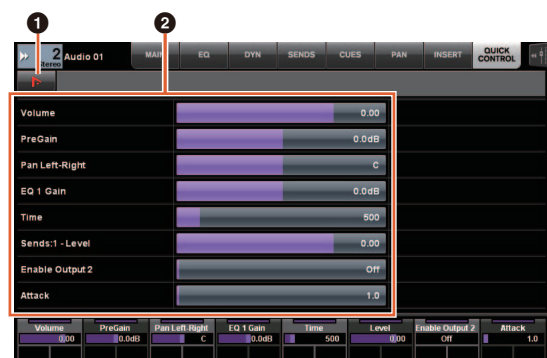 1 2
2 Stereo Audio 01 MAIN EQ DYN SENDS CUES PAN INSERT QUICK CONTROL
Volume 0.00
PreGain 0.0dB
Pan Left-Right C
EQ 1 Gain 0.0dB
Time 500
Sends:1 - Level 0.00
Enable Output 2 Off
Attack 1.0
Volume PreGain Pan Left-Right EQ 1 Gain Time Level Enable Output 2 Attack
0.00 0.0dB C 0.0dB 500 0.00 Off 1.0